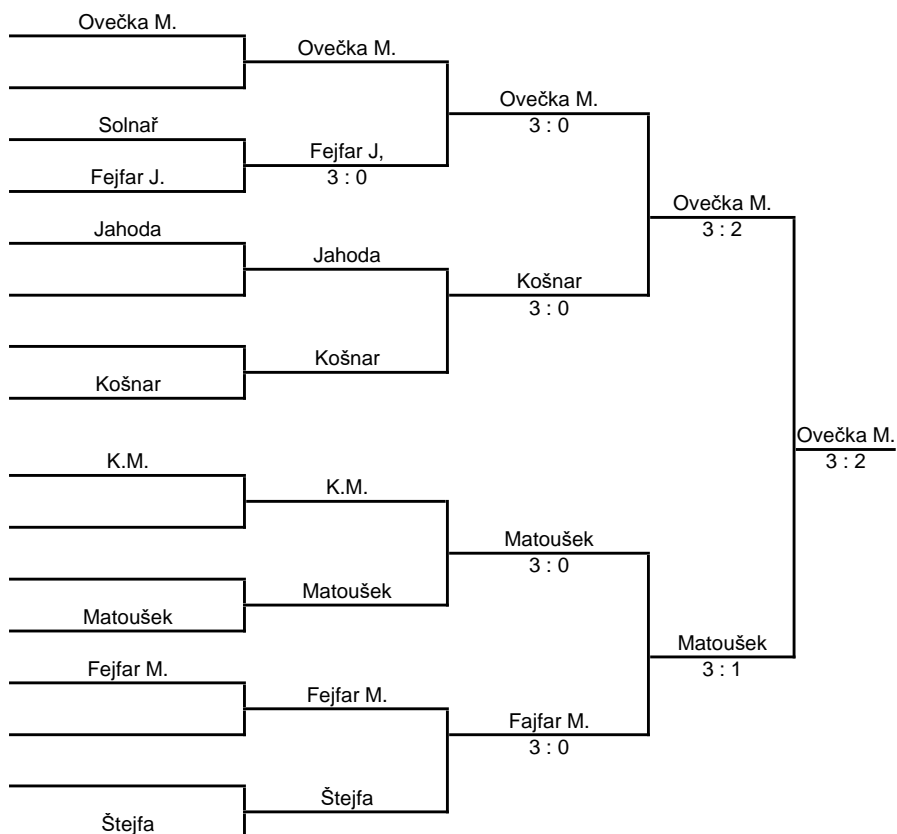 Ovečka M.
Ovečka M.
Ovečka M.
3 : 0
Solnař
Fejfar J,
3 : 0
Fejfar J.
Ovečka M.
3 : 2
Jahoda
Jahoda
Košnar
3 : 0
Košnar
Košnar
Ovečka M.
3 : 2
K.M.
K.M.
Matoušek
3 : 0
Matoušek
Matoušek
Matoušek
3 : 1
Fejfar M.
Fejfar M.
Fajfar M.
3 : 0
Štejfa
Štejfa